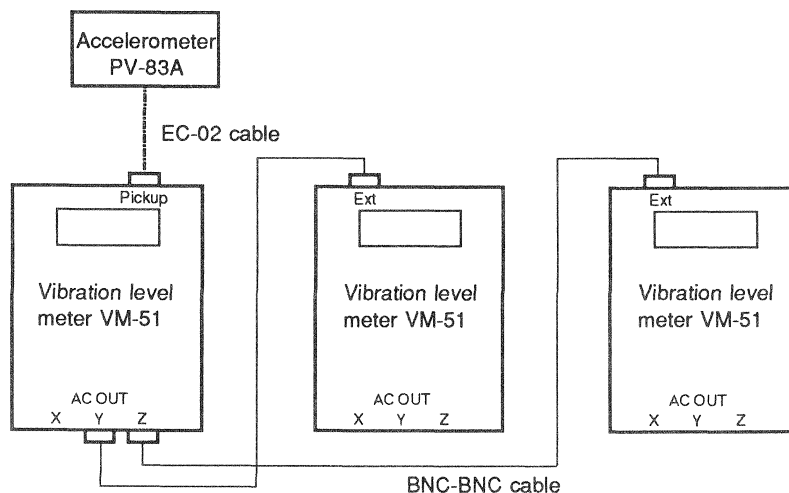 Accelerometer
PV-83A
EC-02 cable
Pickup
Vibration level
meter VM-51
AC OUT
X Y Z
Ext
Vibration level
meter VM-51
AC OUT
X Y Z
Ext
Vibration level
meter VM-51
AC OUT
X Y Z
BNC-BNC cable